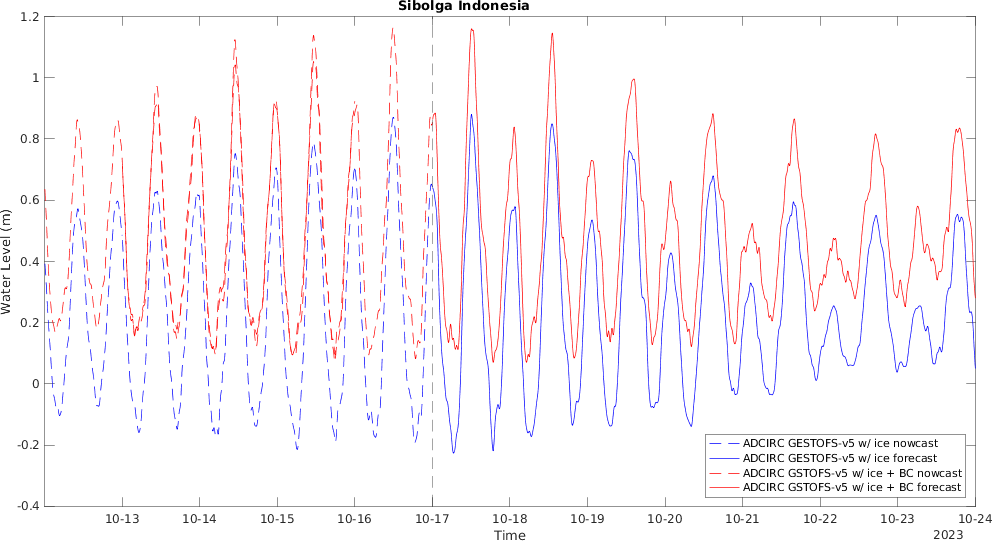 Sibolga Indonesia
1.2
1
0.8
0.6
0.4
0.2
0
-0.2
-0.4
Water Level (m)
ADCIRC GESTOFS-v5 w/ ice nowcast
ADCIRC GESTOFS-v5 w/ ice forecast
ADCIRC GSTOFS-v5 w/ ice + BC nowcast
ADCIRC GSTOFS-v5 w/ ice + BC forecast
10-13 10-14 10-15 10-16 10-17 10-18 10-19 10-20 10-21 10-22 10-23 10-24
Time
2023